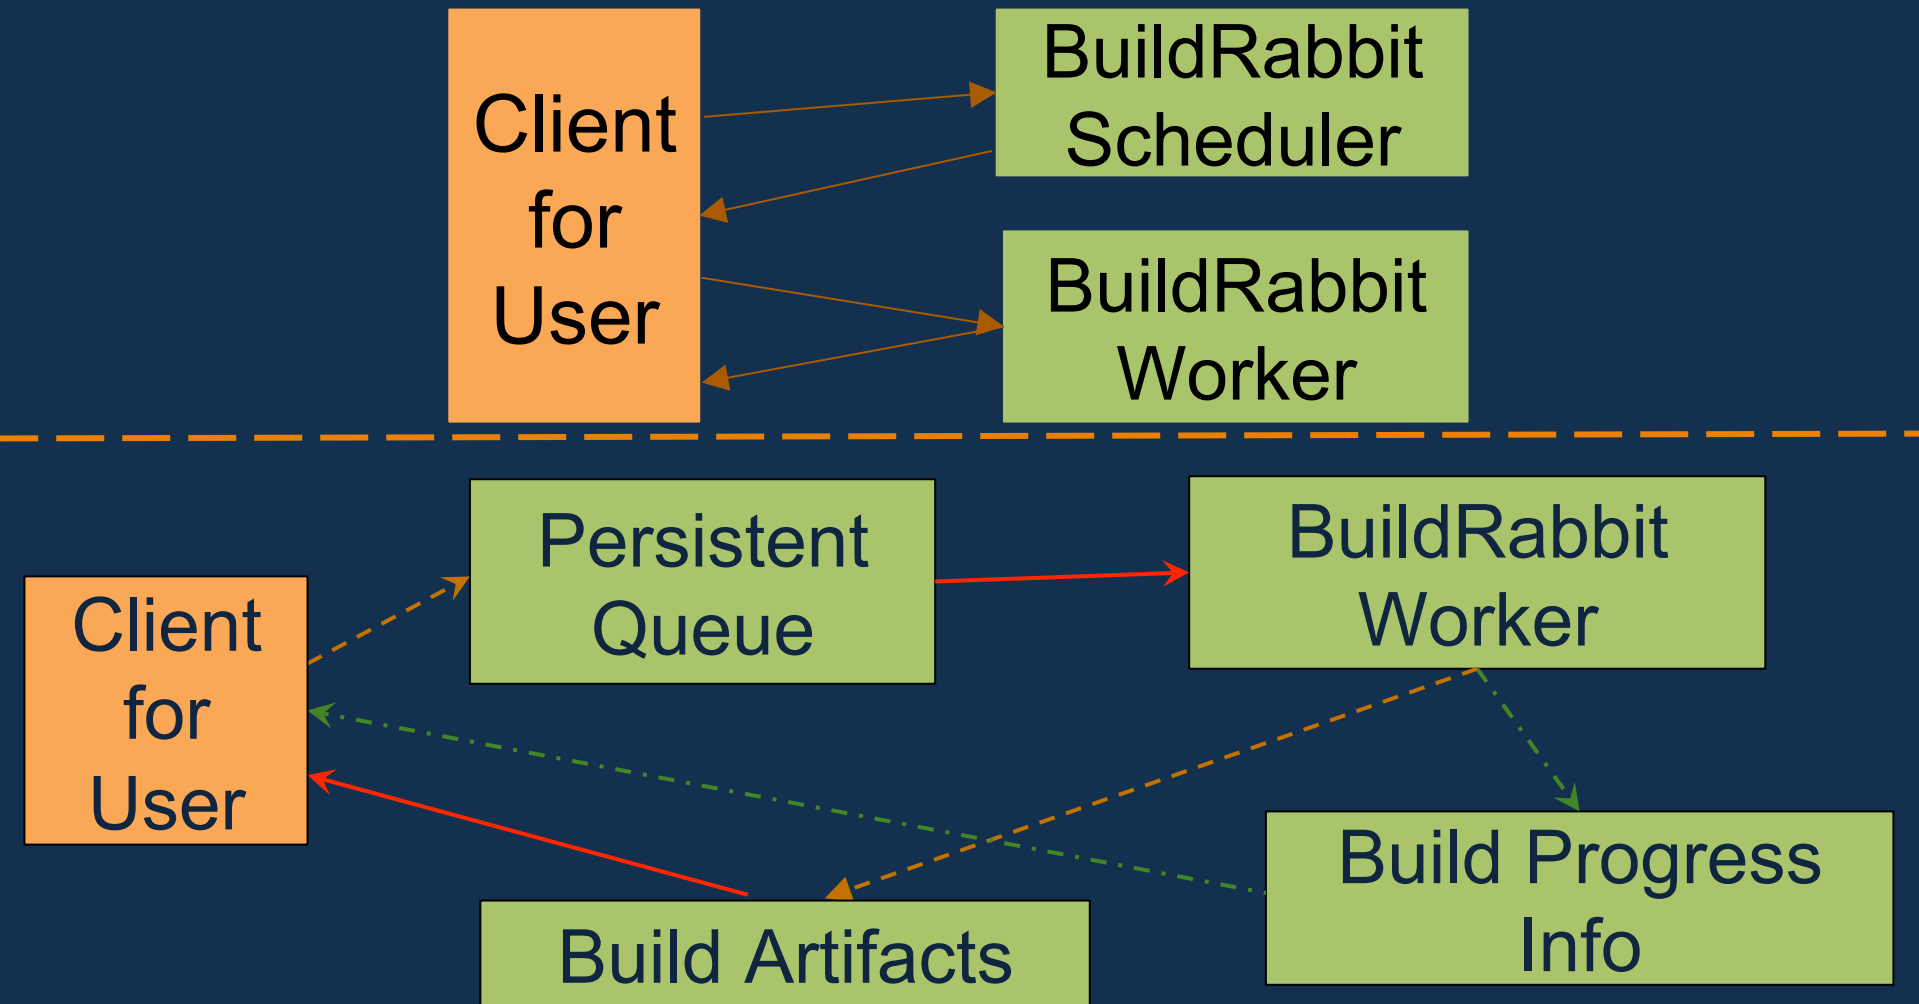 Client
for
User
BuildRabbit
Scheduler
BuildRabbit
Worker
Persistent
Queue
BuildRabbit
Worker
Client
for
User
Build Progress
Info
Build Artifacts